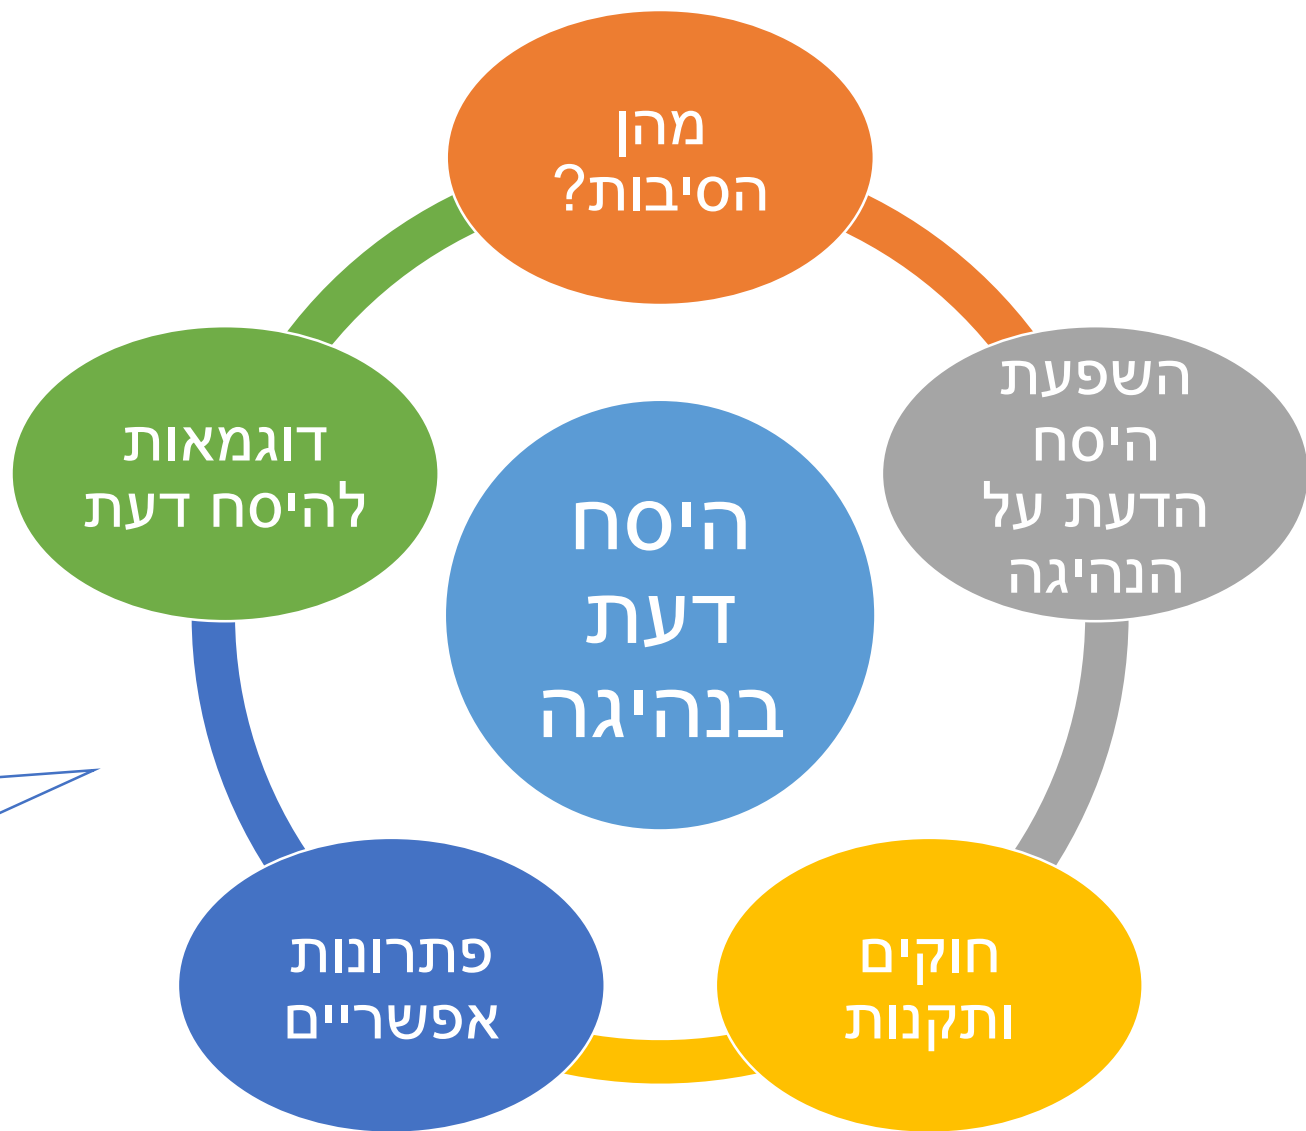 מהן
הסיבות?
השפעת
היסח
הדעת על
הנהיגה
חוקים
ותקנות
פתרונות
אפשריים
דוגמאות
להיסח דעת
היסח
דעת
בנהיגה